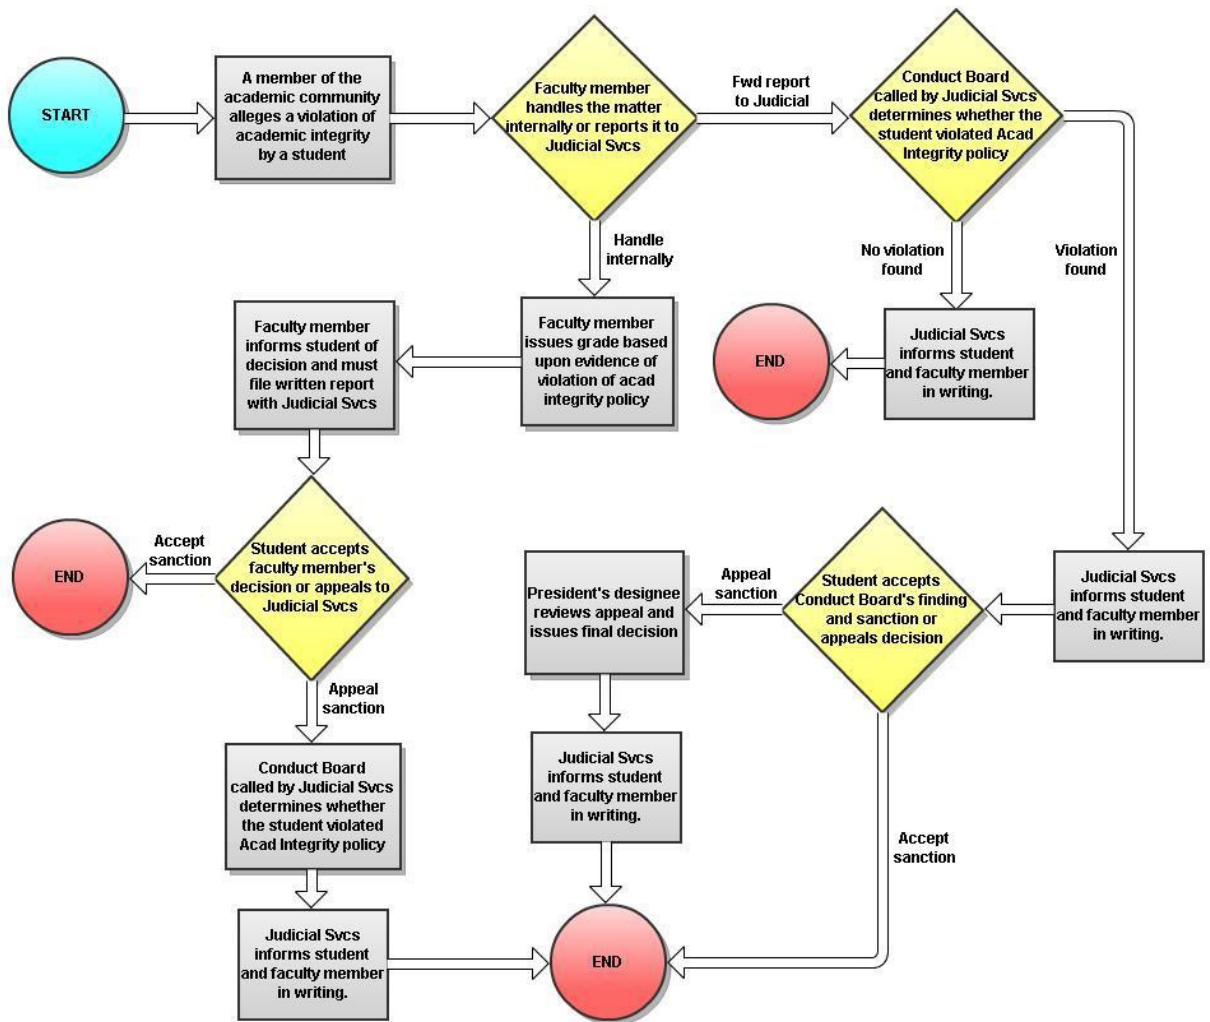 START
A member of the
academic community
alleges a violation of
academic integrity
by a student
Faculty member
handles the matter
internally or reports it to
Judicial Svcs
Fwd report
to Judicial
Conduct Board
called by Judicial Svcs
determines whether the
student violated Acad
Integrity policy
Handle
internally
No violation
found
Violation
found
Faculty member
informs student of
decision and must
file written report
with Judicial Svcs
Faculty member
issues grade based
upon evidence of
violation of acad
integrity policy
END
Judicial Svcs
informs student
and faculty member
in writing.
END
Accept
sanction
Student accepts
faculty member's
decision or appeals to
Judicial Svcs
President's designee
reviews appeal and
issues final decision
Appeal
sanction
Student accepts
Conduct Board's finding
and sanction or
appeals decision
Judicial Svcs
informs student
and faculty member
in writing.
Appeal
sanction
Conduct Board
called by Judicial Svcs
determines whether
the student violated
Acad Integrity policy
Judicial Svcs
informs student
and faculty member
in writing.
Accept
sanction
Judicial Svcs
informs student
and faculty member
in writing.
END